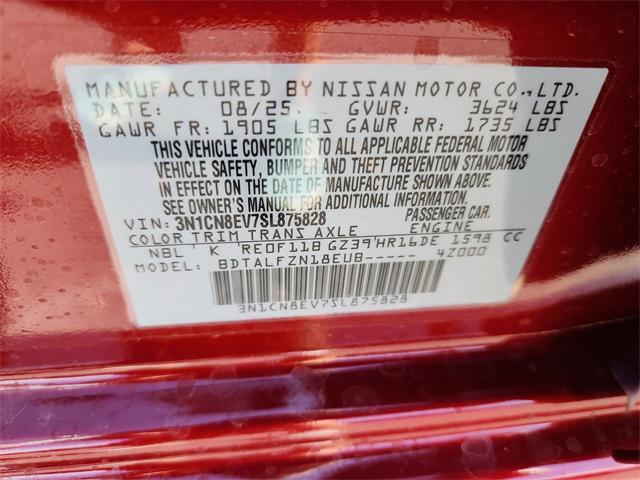 MANUFACTURED BY NISSAN MOTOR CO., LTD.
DATE: 08/25. GVWR: 3624 LBS
GAWR FR: 1905 LBS GAWR RR: 1735 LBS
THIS VEHICLE CONFORMS TO ALL APPLICABLE FEDERAL MOTOR
VEHICLE SAFETY, BUMPER AND THEFT PREVENTION STANDARDS
IN EFFECT ON THE DATE OF MANUFACTURE SHOWN ABOVE.
SEE OWNER'S MANUAL FOR ADDITIONAL INFORMATION.
VIN: 3N1CN8EV7SL875828 PASSENGER CAR.
COLOR TRIM TRANS AXLE ENGINE
NBL K RE0F11B GZ39 HR16DE 1598 CC
BDTALFZN18EUB----- 4Z000
3N1CN8EV7SL875828